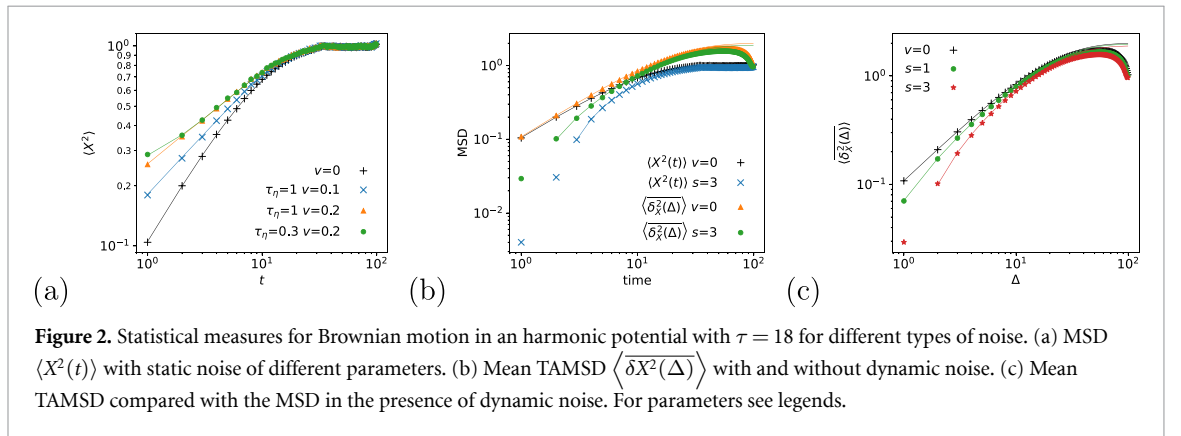 ⟨X²⟩
10⁰
0.9
0.8
0.7
0.6
0.5
0.4
0.3
0.2
10⁻¹
v=0
τη=1 v=0.1
τη=1 v=0.2
τη=0.3 v=0.2
10⁰ 10¹ 10²
t
(a)
MSD
10⁰
10⁻¹
10⁻²
⟨X²(t)⟩ v=0
⟨X²(t)⟩ s=3
⟨δ²_X(Δ)⟩ v=0
⟨δ²_X(Δ)⟩ s=3
10⁰ 10¹ 10²
time
(b)
⟨δ²_X(Δ)⟩
v=0
s=1
s=3
10⁰
10⁻¹
10⁰ 10¹ 10²
Δ
(c)
Figure 2. Statistical measures for Brownian motion in an harmonic potential with τ = 18 for different types of noise. (a) MSD
⟨X²(t)⟩ with static noise of different parameters. (b) Mean TAMSD ⟨δX²(Δ)⟩ with and without dynamic noise. (c) Mean
TAMSD compared with the MSD in the presence of dynamic noise. For parameters see legends.